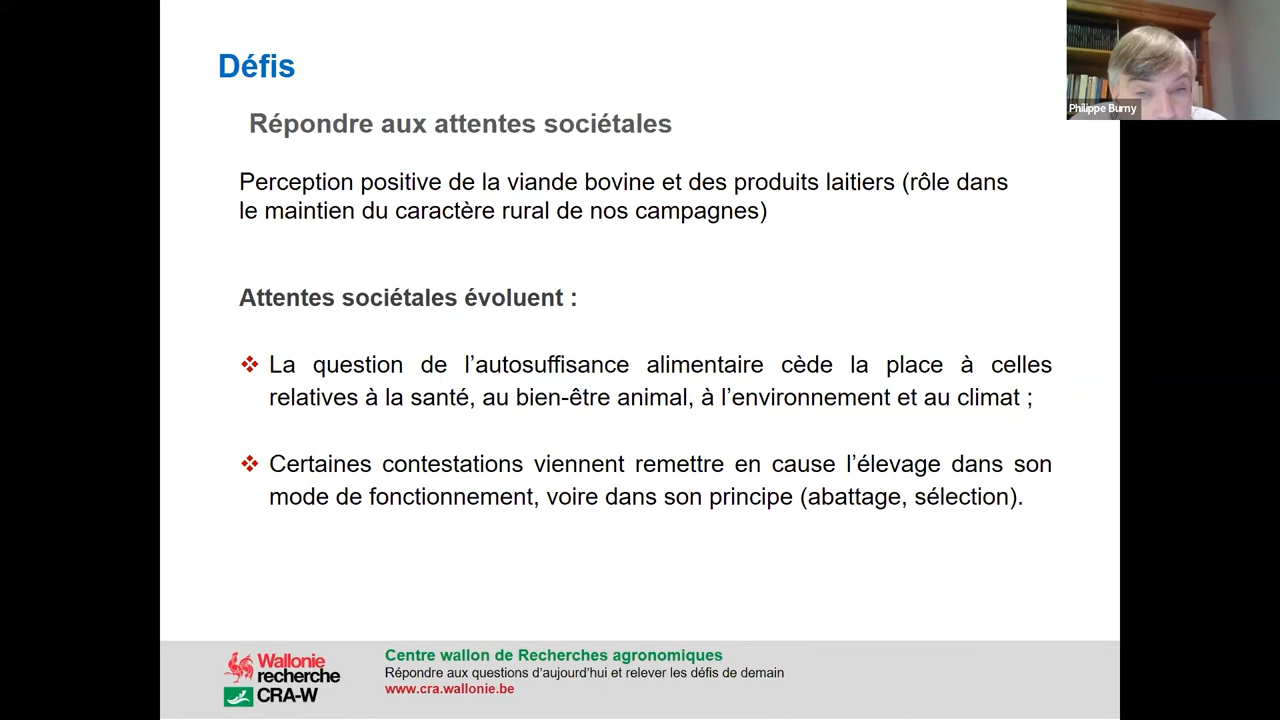 Défis
Philippe Burny
Répondre aux attentes sociétales
Perception positive de la viande bovine et des produits laitiers (rôle dans
le maintien du caractère rural de nos campagnes)
Attentes sociétales évoluent :
❖ La question de l’autosuffisance alimentaire cède la place à celles
relatives à la santé, au bien-être animal, à l’environnement et au climat ;
❖ Certaines contestations viennent remettre en cause l’élevage dans son
mode de fonctionnement, voire dans son principe (abattage, sélection).
Wallonie
recherche
CRA-W
Centre wallon de Recherches agronomiques
Répondre aux questions d’aujourd’hui et relever les défis de demain
www.cra.wallonie.be